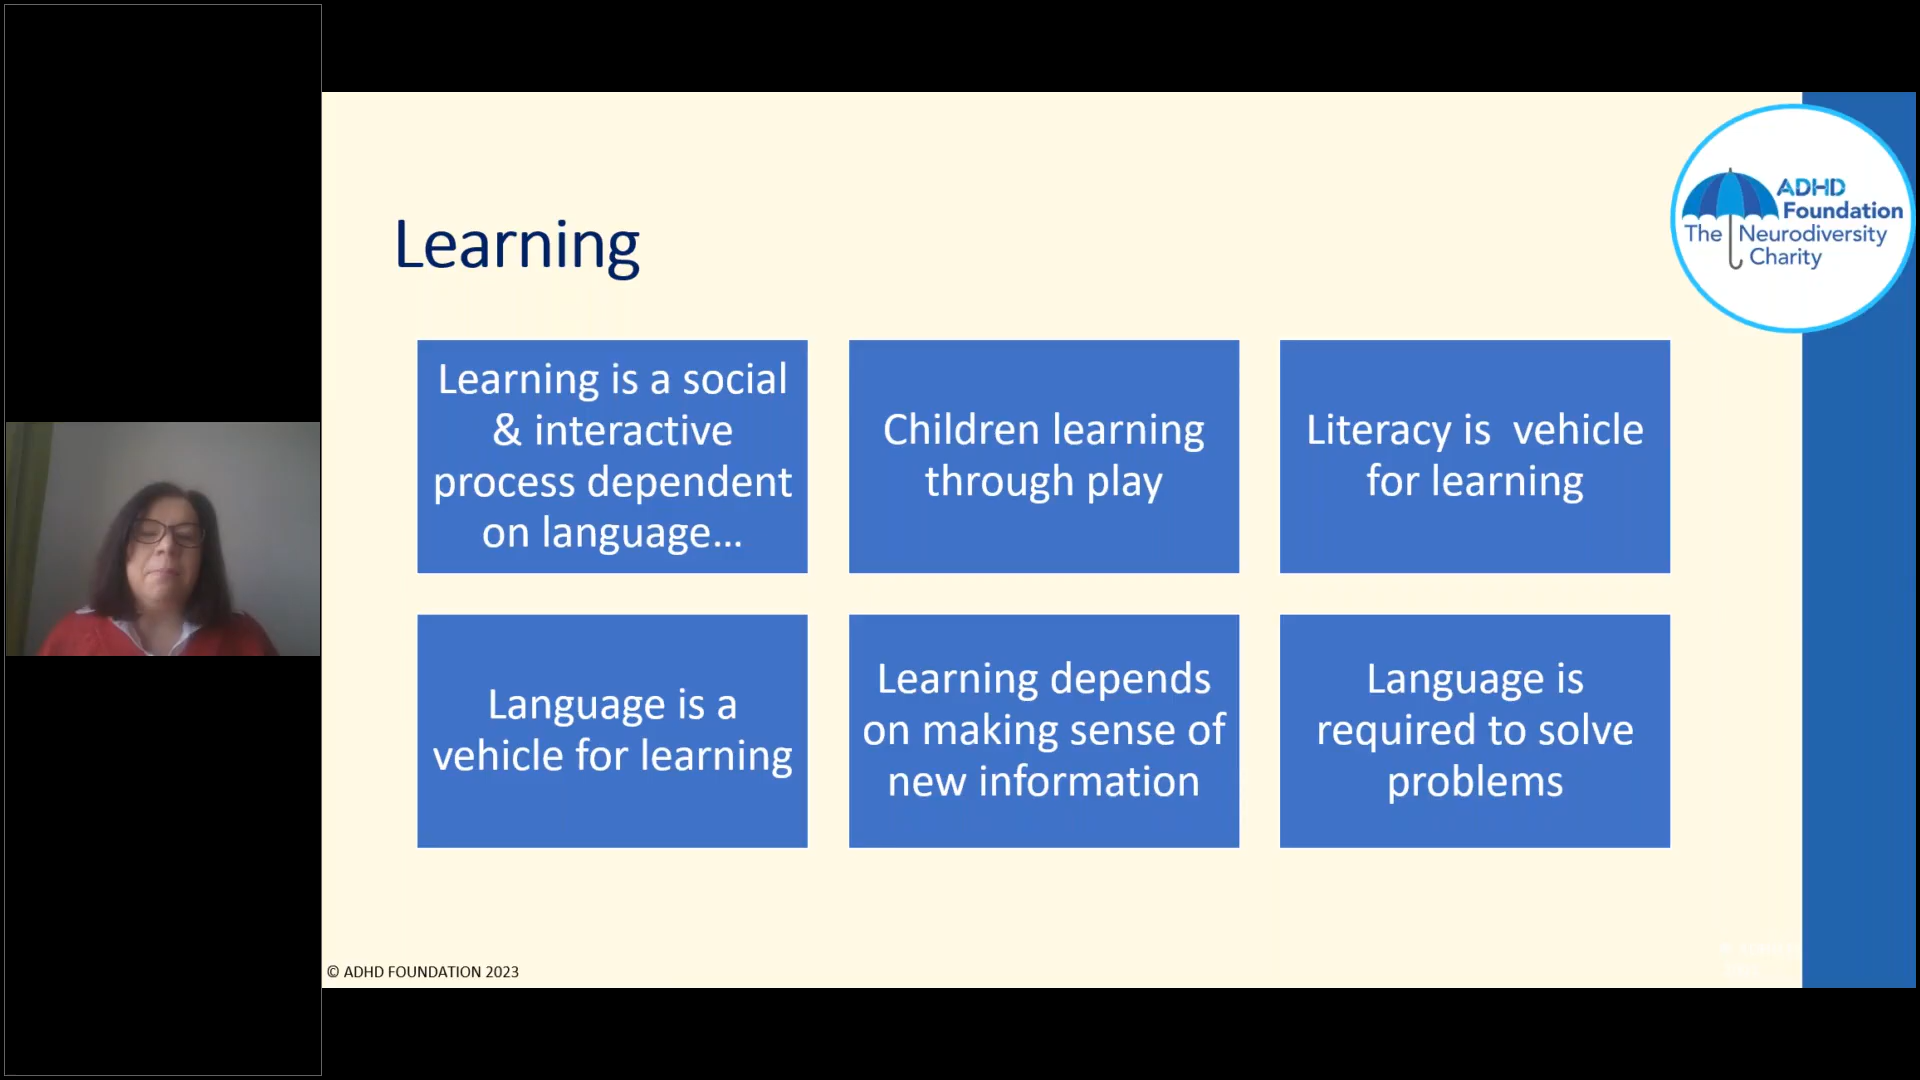 Learning
Learning is a social
& interactive
process dependent
on language...
Children learning
through play
Literacy is  vehicle
for learning
Language is a
vehicle for learning
Learning depends
on making sense of
new information
Language is
required to solve
problems
ADHD
Foundation
The Neurodiversity
Charity
© ADHD FOUNDATION 2023